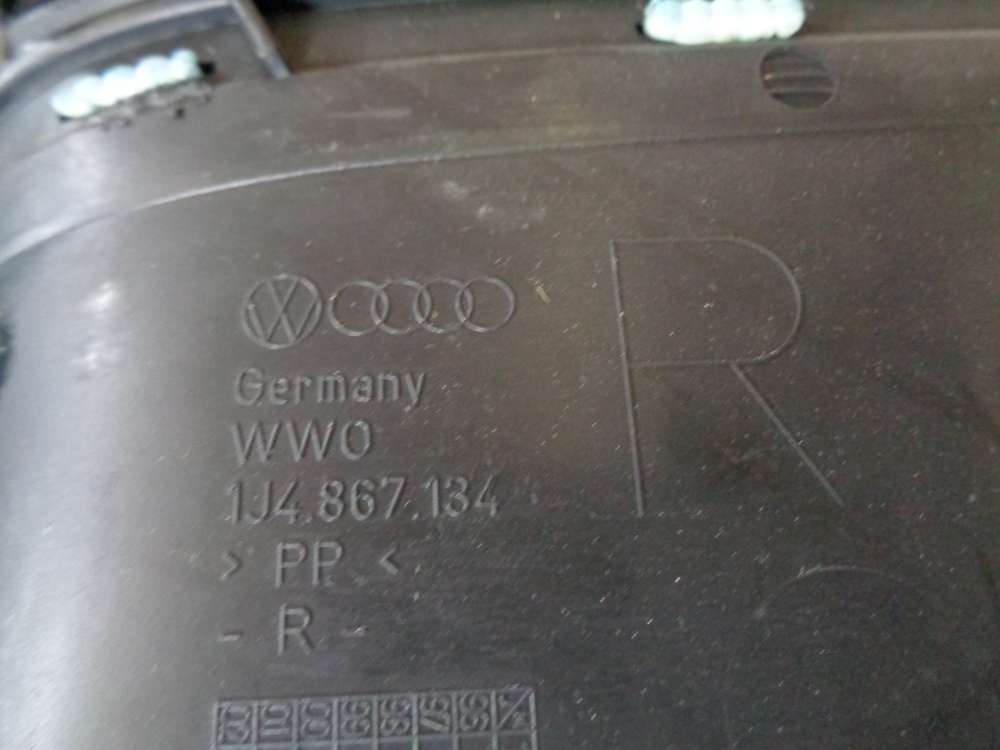 R
Germany
WWO
1J4.867.134
> PP <
- R -